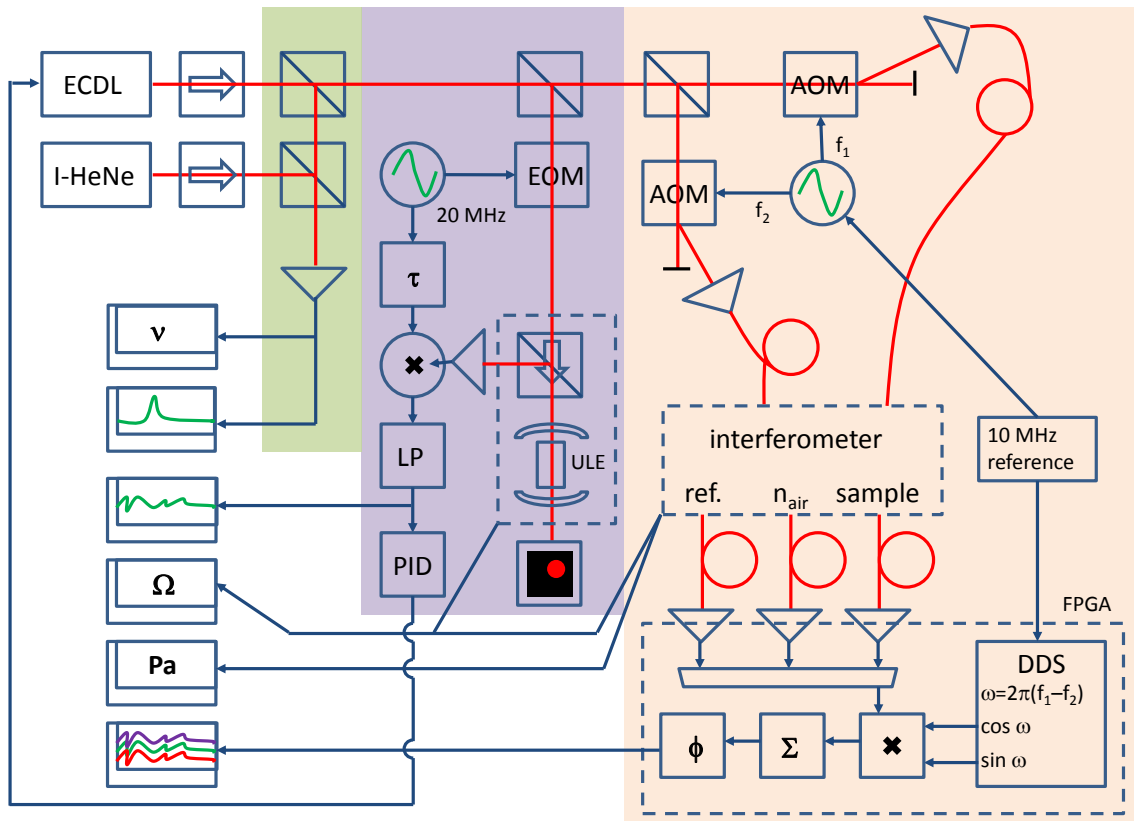 ECDL
AOM
I-HeNe
f₁
EOM
AOM
20 MHz
f₂
τ
ν
✖
interferometer
10 MHz
reference
LP
ULE
ref.
nair
sample
PID
Ω
FPGA
Pa
DDS
ω=2π(f₁–f₂)
cos ω
ϕ
Σ
✖
sin ω